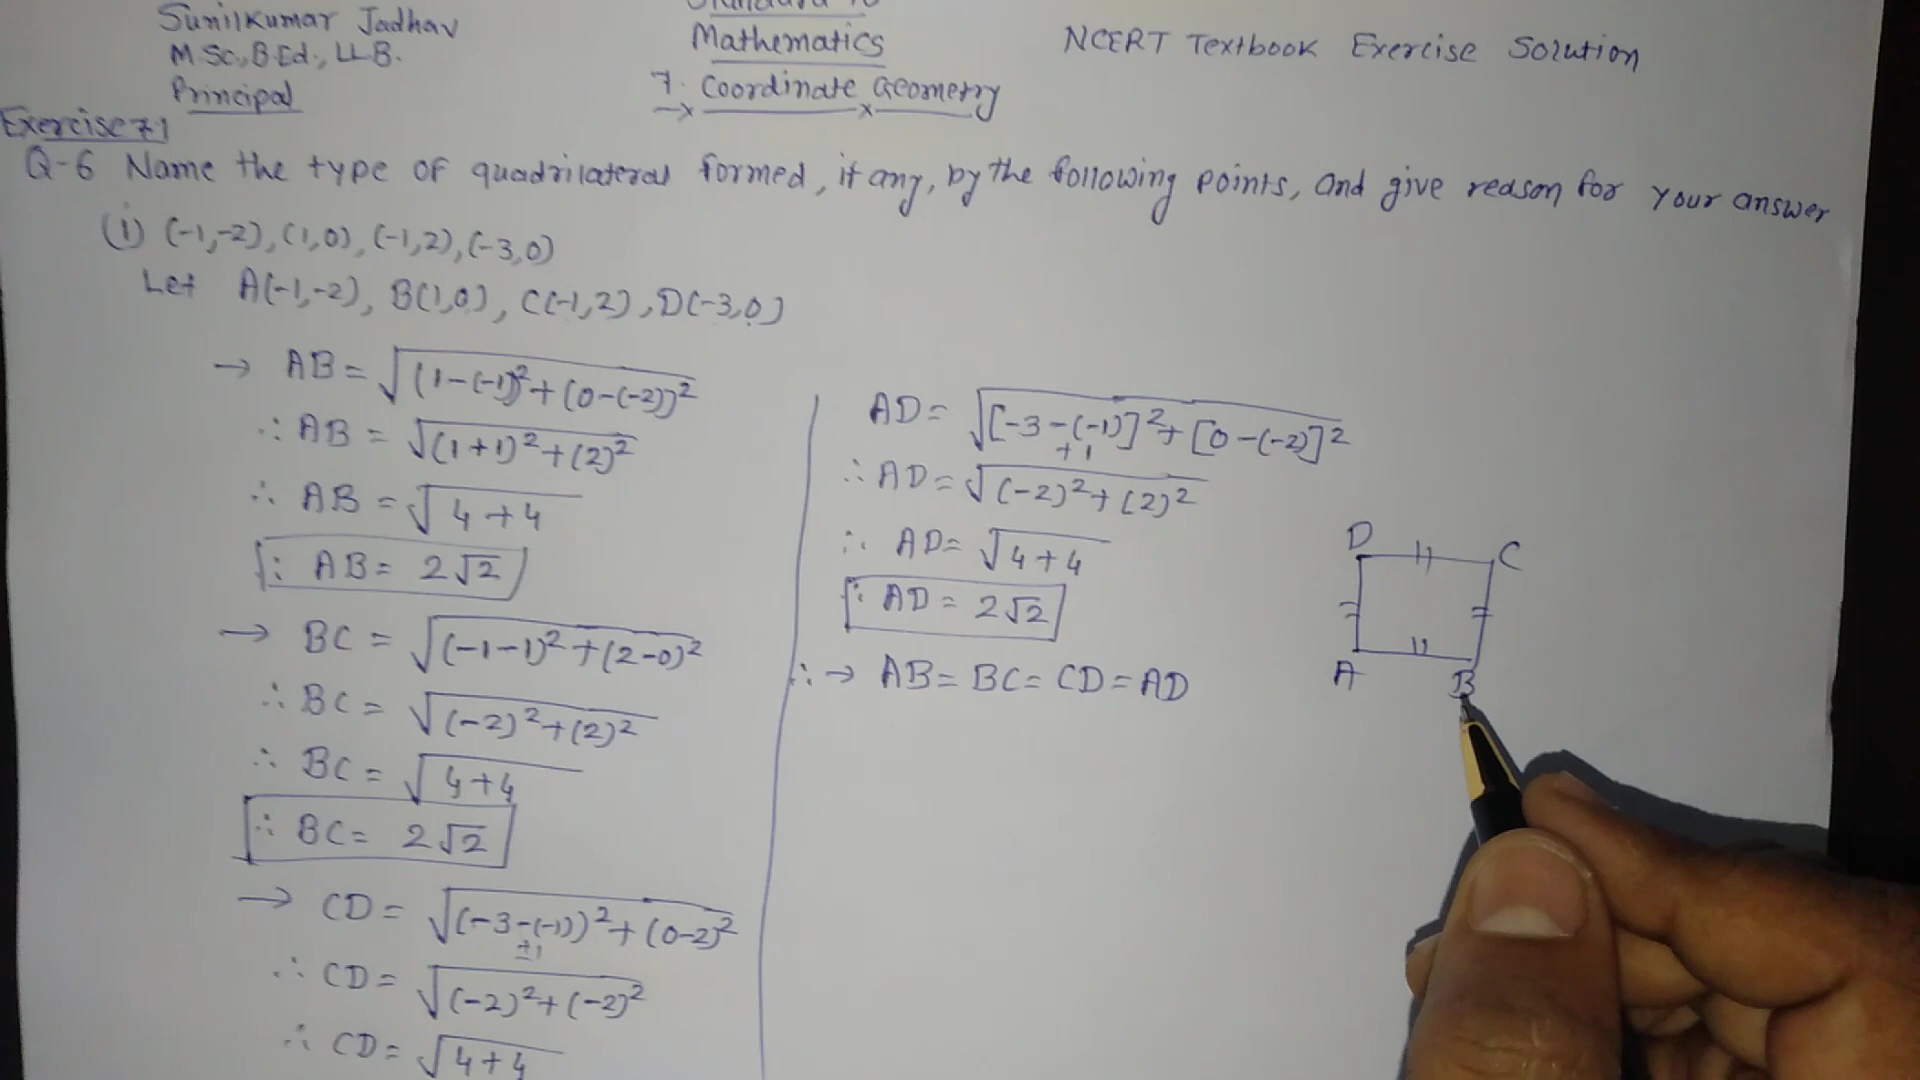 Sunilkumar Jadhav
M.Sc., B.Ed., LL.B.
Principal
Mathematics
7. Coordinate Geometry
NCERT Textbook Exercise Solution
Exercise 7.1
Q-6 Name the type of quadrilateral formed, if any, by the following points, and give reason for your answer
(i) (-1,-2), (1,0), (-1,2), (-3,0)
Let A(-1,-2), B(1,0), C(-1,2), D(-3,0)
→ AB = √(1-(-1))²+(0-(-2))²
∴ AB = √(1+1)²+(2)²
∴ AB = √4+4
∴ AB = 2√2
→ BC = √(-1-1)²+(2-0)²
∴ BC = √(-2)²+(2)²
∴ BC = √4+4
∴ BC = 2√2
→ CD = √(-3-(-1))²+(0-2)²
+1
∴ CD = √(-2)²+(-2)²
∴ CD = √4+4
AD = √[-3-(-1)]²+[0-(-2)]²
+1
∴ AD = √(-2)²+(2)²
∴ AD = √4+4
∴ AD = 2√2
∴ → AB = BC = CD = AD
D C
A B